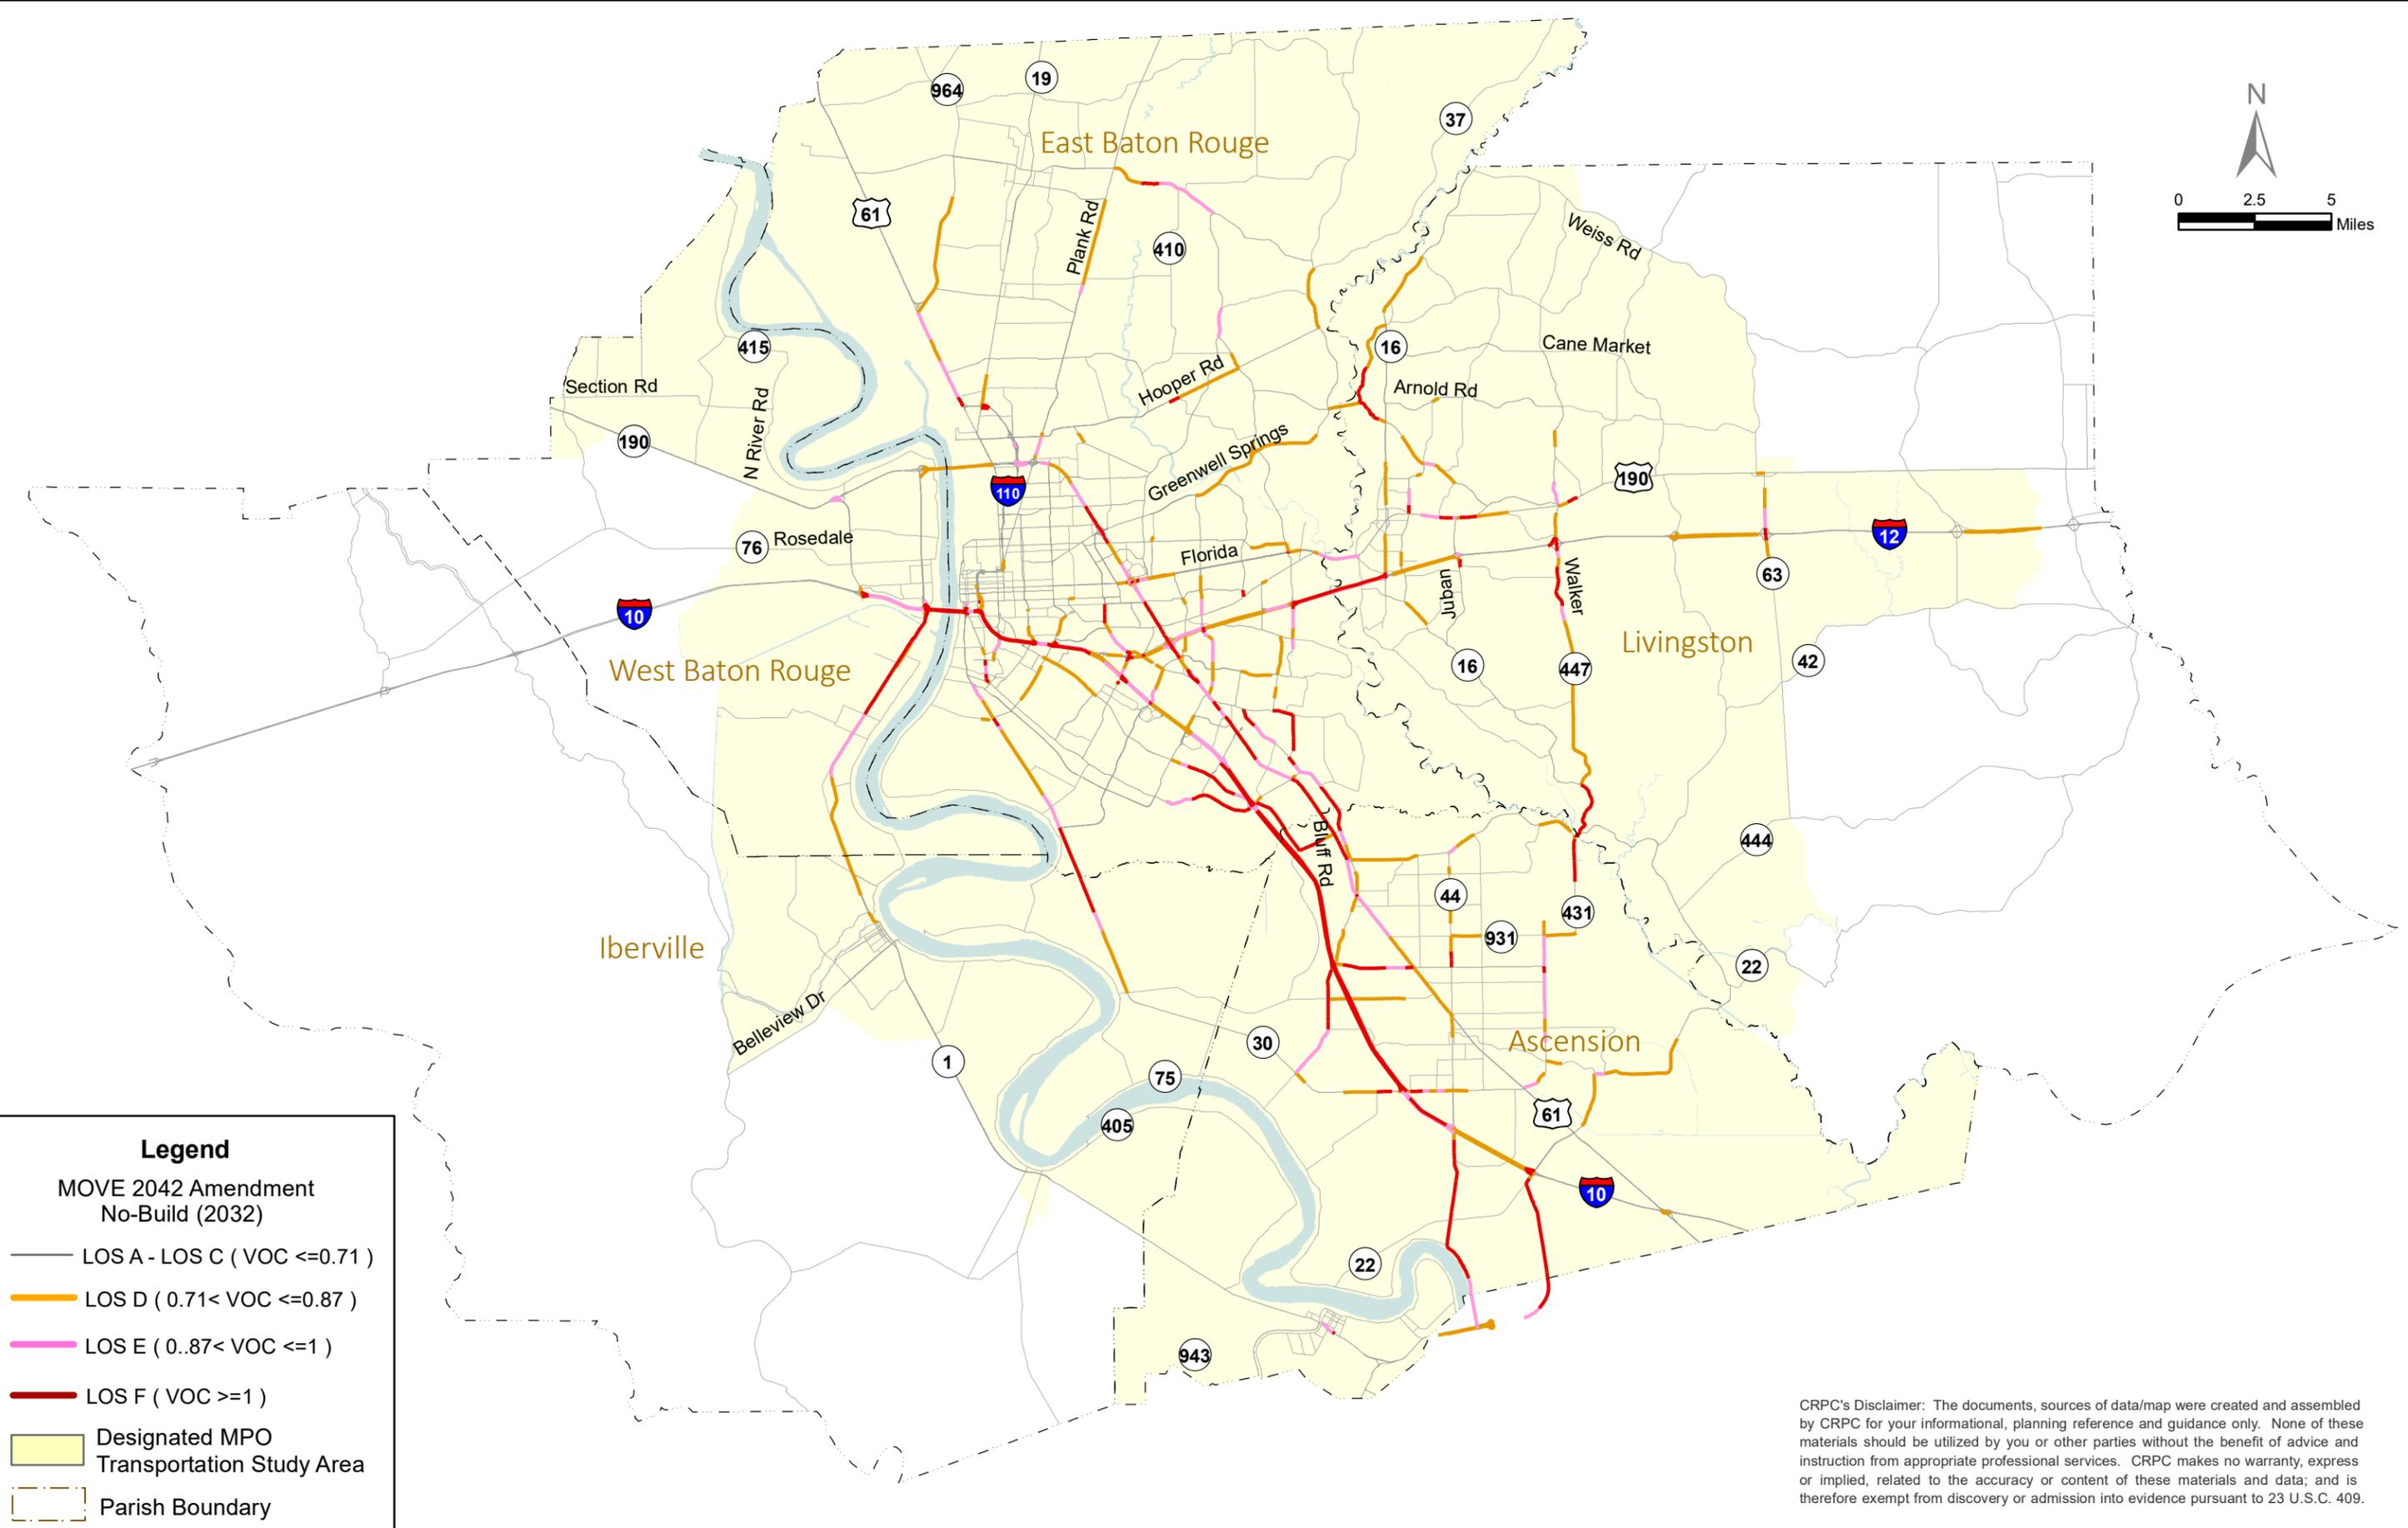 964
19
37
East Baton Rouge
N
0 2.5 5
Miles
61
Plank Rd
410
Weiss Rd
415
16
Cane Market
Section Rd
N River Rd
Hooper Rd
Arnold Rd
190
Greenwell Springs
190
110
76 Rosedale
Florida
12
63
10
Juban
Walker
West Baton Rouge
Livingston
16
447
42
Bluff Rd
444
44
431
931
Iberville
22
Belleview Dr
30
Ascension
1
75
405
61
10
22
943
Legend
MOVE 2042 Amendment
No-Build (2032)
LOS A - LOS C ( VOC <=0.71 )
LOS D ( 0.71< VOC <=0.87 )
LOS E ( 0..87< VOC <=1 )
LOS F ( VOC >=1 )
Designated MPO
Transportation Study Area
Parish Boundary
CRPC's Disclaimer: The documents, sources of data/map were created and assembled
by CRPC for your informational, planning reference and guidance only. None of these
materials should be utilized by you or other parties without the benefit of advice and
instruction from appropriate professional services. CRPC makes no warranty, express
or implied, related to the accuracy or content of these materials and data; and is
therefore exempt from discovery or admission into evidence pursuant to 23 U.S.C. 409.